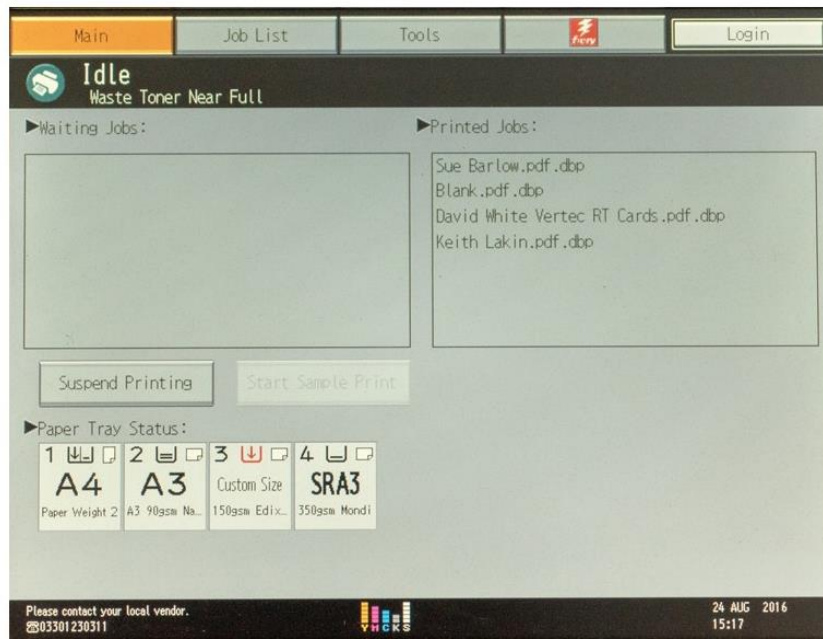 Main
Job List
Tools
Fiery
Login
Idle
Waste Toner Near Full
Waiting Jobs:
Printed Jobs:
Sue Barlow.pdf.dbp
Blank.pdf.dbp
David White Vertec RT Cards.pdf.dbp
Keith Lakin.pdf.dbp
Suspend Printing
Start Sample Print
Paper Tray Status:
1
A4
Paper Weight 2
2
A3
A3 90gsm Na…
3
Custom Size
150gsm Edix…
4
SRA3
350gsm Mondi
Please contact your local vendor.
03301230311
Y M C K S
24 AUG 2016
15:17